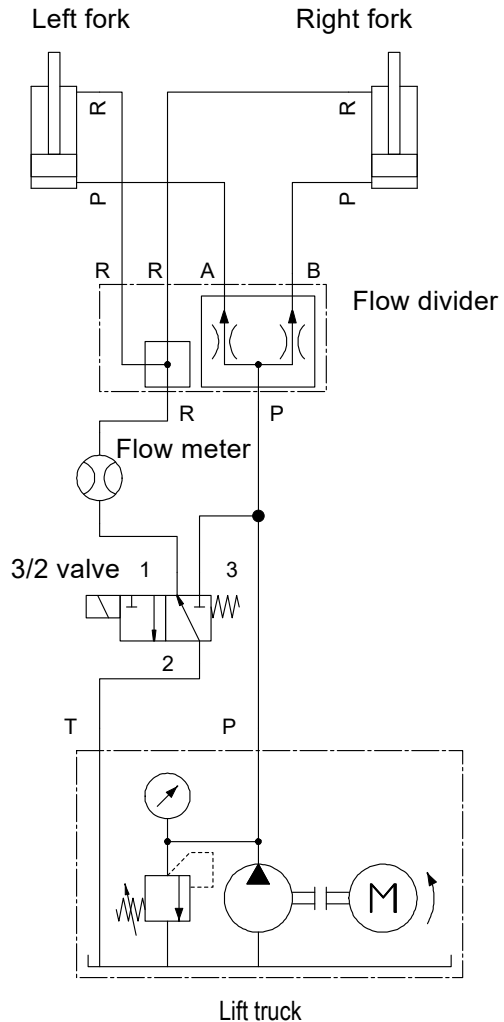 Left fork
Right fork
R
R
P
P
R R A B
Flow divider
R
P
Flow meter
3/2 valve 1 3
2
T
P
M
Lift truck